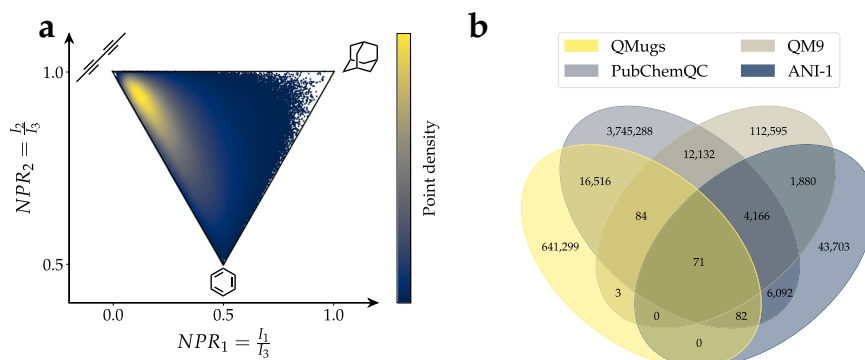 a
1.0
0.5
NPR₂ = I₂/I₃
0.0 0.5 1.0
NPR₁ = I₁/I₃
Point density
b
QMugs QM9
PubChemQC ANI-1
3,745,288 112,595
12,132
16,516 1,880
84 4,166
641,299 43,703
71
3 6,092
0 82
0